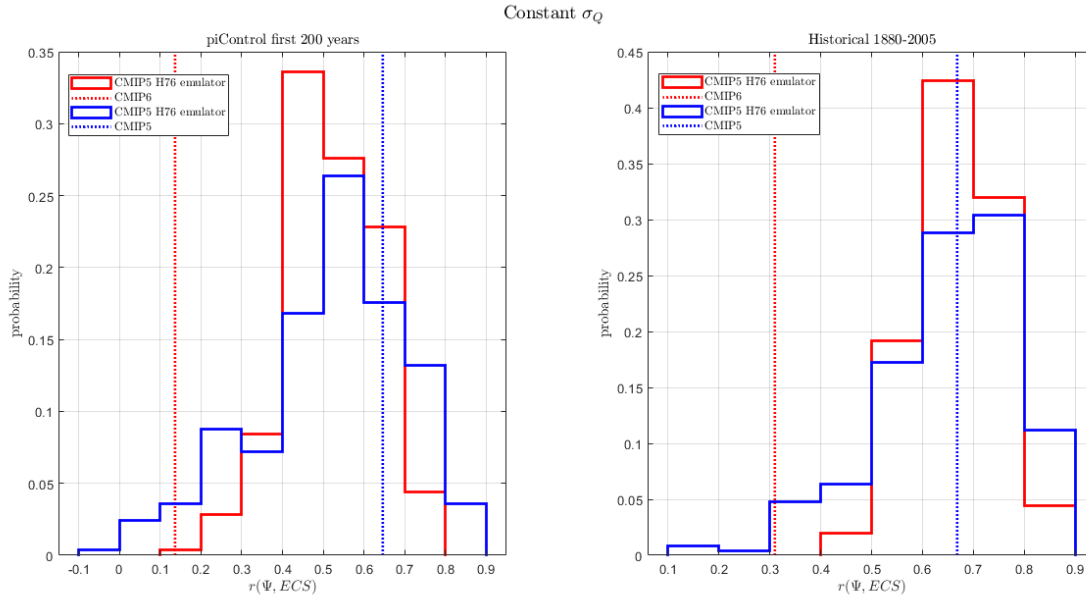 Constant σ_Q
piControl first 200 years
0.35
0.3
0.25
0.2
0.15
0.1
0.05
0
probability
CMIP5 H76 emulator
CMIP6
CMIP5 H76 emulator
CMIP5
-0.1 0 0.1 0.2 0.3 0.4 0.5 0.6 0.7 0.8 0.9
r(Ψ, ECS)
Historical 1880-2005
0.45
0.4
0.35
0.3
0.25
0.2
0.15
0.1
0.05
0
probability
CMIP5 H76 emulator
CMIP6
CMIP5 H76 emulator
CMIP5
0.1 0.2 0.3 0.4 0.5 0.6 0.7 0.8 0.9
r(Ψ, ECS)